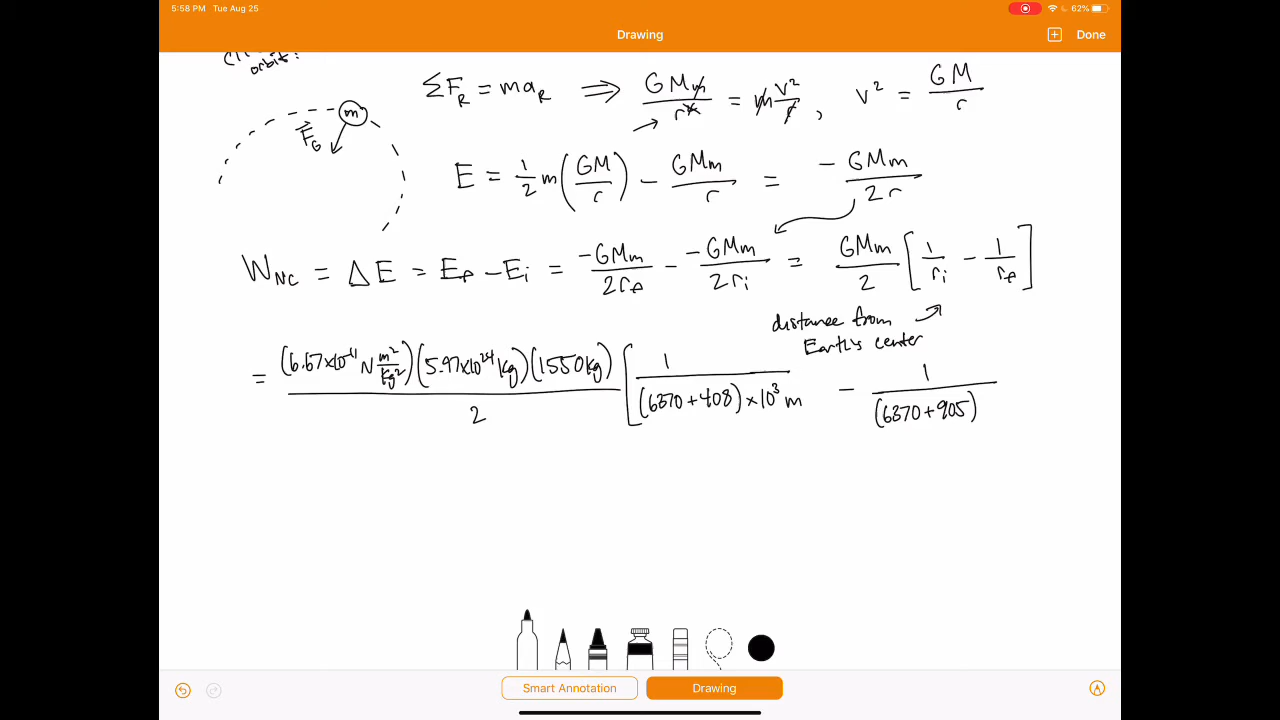 5:58 PM Tue Aug 25
62%
Drawing
Done
orbit:
ΣF_R = ma_R ⟹ GMm/r² = m v²/r , v² = GM/r
m
F_G
E = 1/2 m (GM/r) − GMm/r = −GMm/2r
W_NC = ΔE = E_f − E_i = −GMm/2r_f − −GMm/2r_i = GMm/2 [1/r_i − 1/r_f]
distance from
Earth's center
= (6.67×10⁻¹¹ N m²/kg²)(5.97×10²⁴ kg)(1550 kg)/2 [1/(6370+408)×10³ m − 1/(6370+905)
Smart Annotation
Drawing